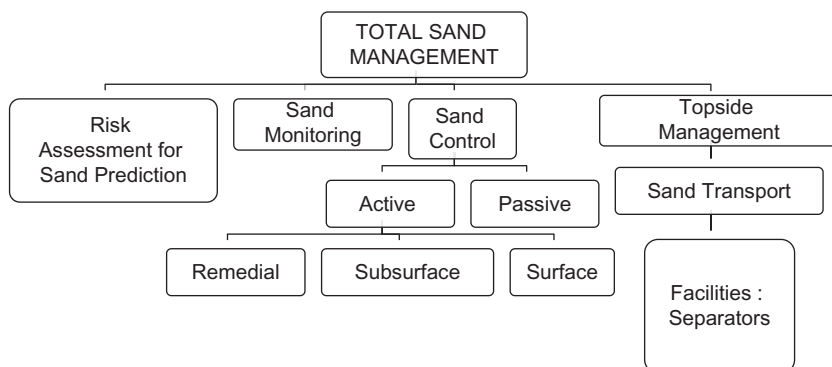 TOTAL SAND
MANAGEMENT
Risk
Assessment for
Sand Prediction
Sand
Monitoring
Sand
Control
Topside
Management
Active
Passive
Sand Transport
Remedial
Subsurface
Surface
Facilities :
Separators